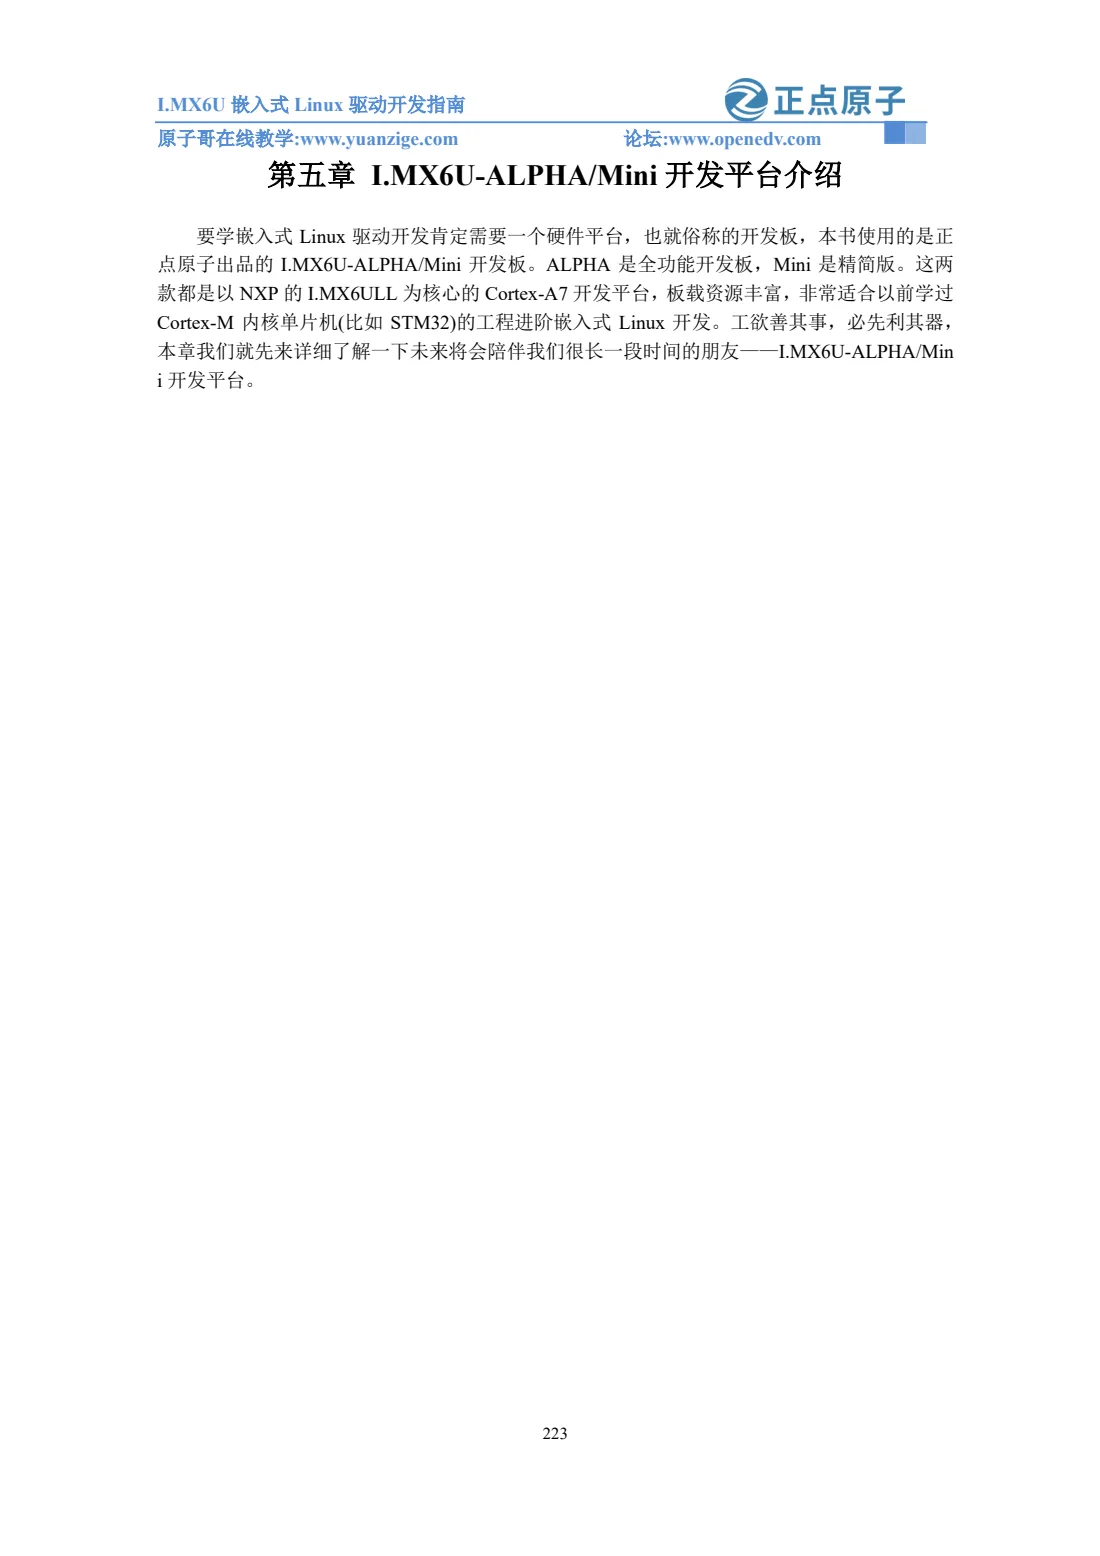 I.MX6U 嵌入式 Linux 驱动开发指南
正点原子
原子哥在线教学:www.yuanzige.com 论坛:www.openedv.com
第五章 I.MX6U-ALPHA/Mini 开发平台介绍
要学嵌入式 Linux 驱动开发肯定需要一个硬件平台，也就俗称的开发板，本书使用的是正
点原子出品的 I.MX6U-ALPHA/Mini 开发板。ALPHA 是全功能开发板，Mini 是精简版。这两
款都是以 NXP 的 I.MX6ULL 为核心的 Cortex-A7 开发平台，板载资源丰富，非常适合以前学过
Cortex-M 内核单片机(比如 STM32)的工程进阶嵌入式 Linux 开发。工欲善其事，必先利其器，
本章我们就先来详细了解一下未来将会陪伴我们很长一段时间的朋友——I.MX6U-ALPHA/Min
i 开发平台。
223